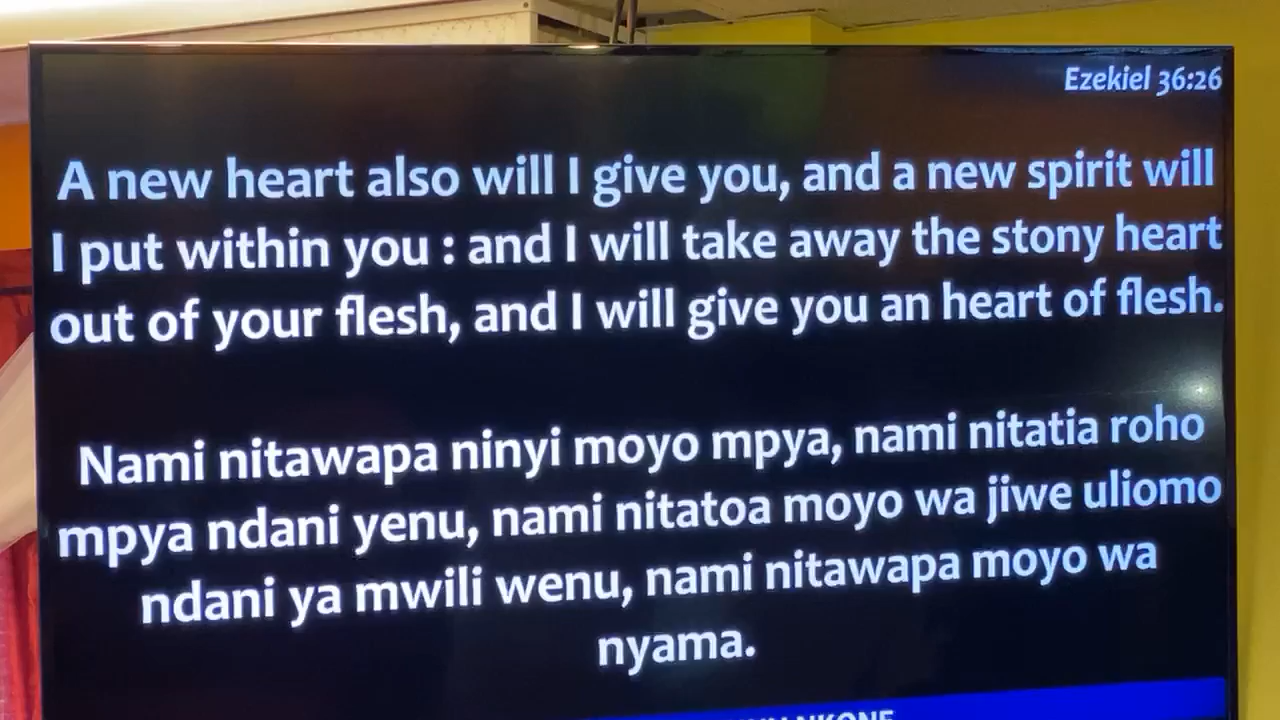 Ezekiel 36:26
A new heart also will I give you, and a new spirit will
I put within you : and I will take away the stony heart
out of your flesh, and I will give you an heart of flesh.
Nami nitawapa ninyi moyo mpya, nami nitatia roho
mpya ndani yenu, nami nitatoa moyo wa jiwe uliomo
ndani ya mwili wenu, nami nitawapa moyo wa
nyama.